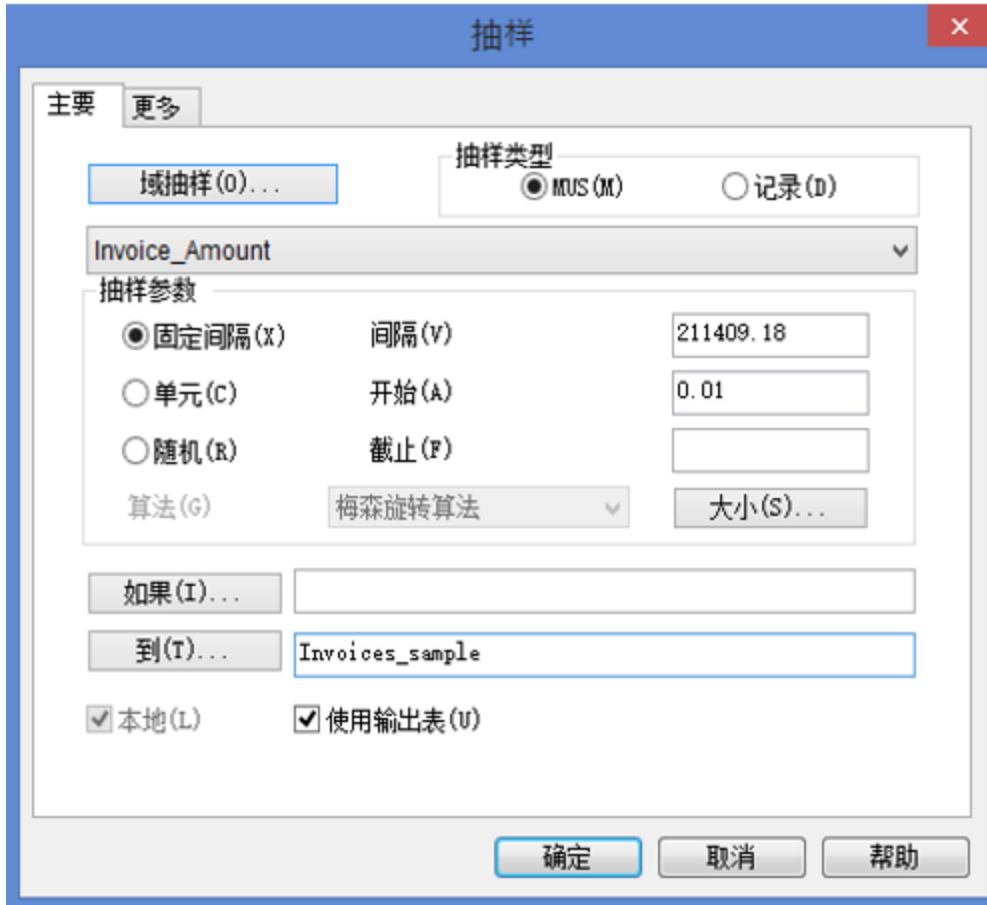 抽样
主要 更多
域抽样(O)... 抽样类型
MUS(M) 记录(D)
Invoice_Amount
抽样参数
固定间隔(X) 间隔(V) 211409.18
单元(C) 开始(A) 0.01
随机(R) 截止(F)
算法(G) 梅森旋转算法 大小(S)...
如果(I)...
到(T)... Invoices_sample
本地(L) 使用输出表(U)
确定 取消 帮助